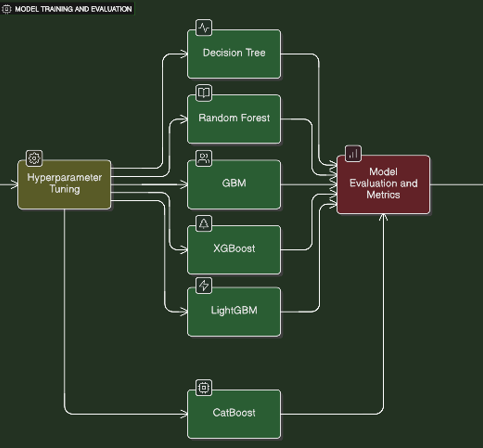 MODEL TRAINING AND EVALUATION
Decision Tree
Random Forest
Hyperparameter
Tuning
GBM
Model
Evaluation and
Metrics
XGBoost
LightGBM
CatBoost